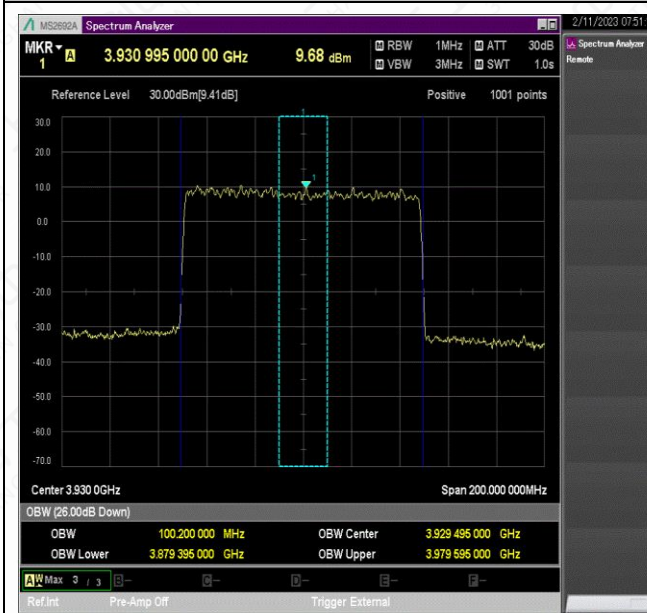 MS2692A Spectrum Analyzer
2/11/2023 07:51:
MKR 1 A 3.930 995 000 00 GHz 9.68 dBm M RBW 1MHz M ATT 30dB
M VBW 3MHz M SWT 1.0s
Spectrum Analyzer
Remote
Reference Level 30.00dBm[9.41dB] Positive 1001 points
1
30.0
20.0
10.0
1
0.0
-10.0
-20.0
-30.0
-40.0
-50.0
-60.0
-70.0
Center 3.930 0GHz Span 200.000 000MHz
OBW (26.00dB Down)
OBW 100.200 000 MHz OBW Center 3.929 495 000 GHz
OBW Lower 3.879 395 000 GHz OBW Upper 3.979 595 000 GHz
A W Max 3 / 3 B- C- D- E- F-
Ref.Int Pre-Amp Off Trigger External